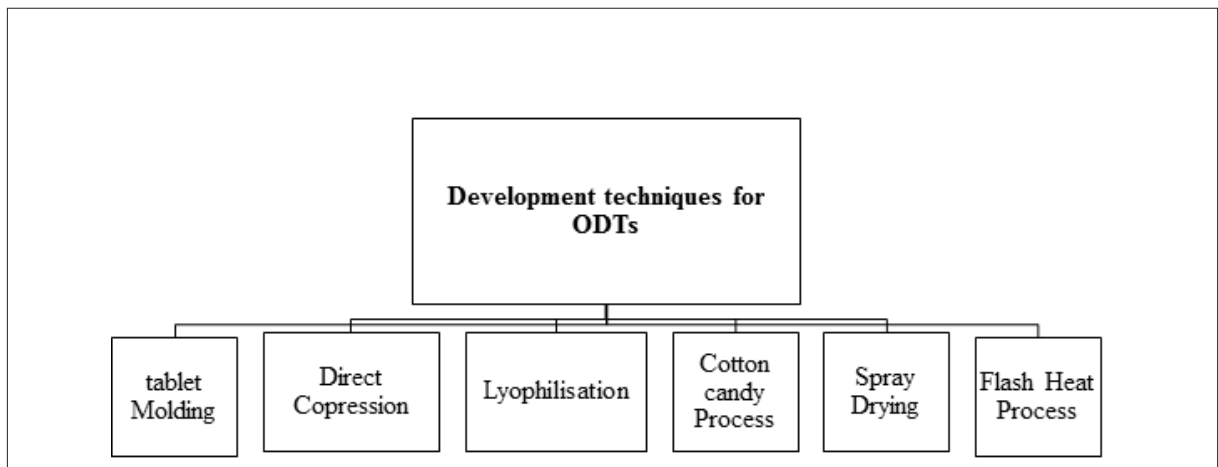 Development techniques for
ODTs
tablet
Molding
Direct
Copression
Lyophilisation
Cotton
candy
Process
Spray
Drying
Flash Heat
Process